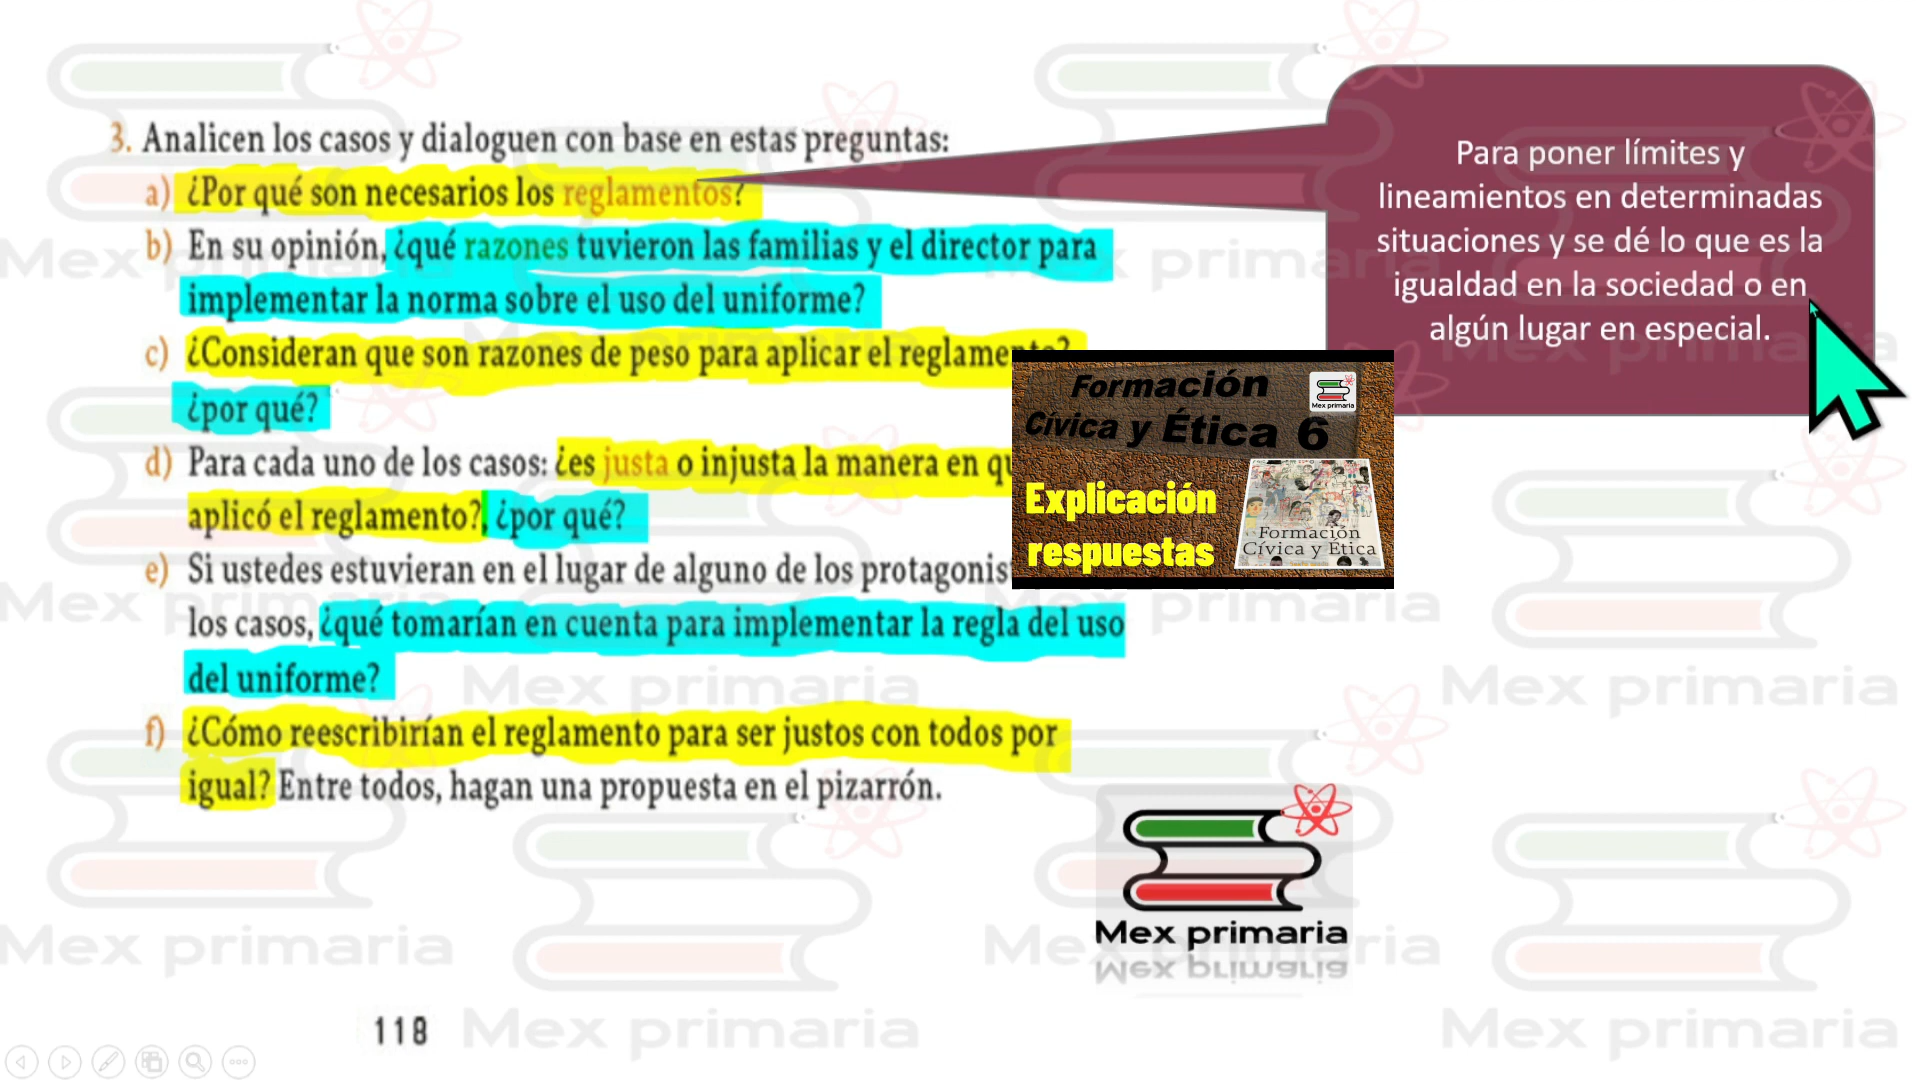 3. Analicen los casos y dialoguen con base en estas preguntas:
a) ¿Por qué son necesarios los reglamentos?
b) En su opinión, ¿qué razones tuvieron las familias y el director para
implementar la norma sobre el uso del uniforme?
c) ¿Consideran que son razones de peso para aplicar el reglamento?
¿por qué?
d) Para cada uno de los casos: ¿es justa o injusta la manera en
aplicó el reglamento?, ¿por qué?
e) Si ustedes estuvieran en el lugar de alguno de los
los casos, ¿qué tomarían en cuenta para implementar la regla del uso
del uniforme?
f) ¿Cómo reescribirían el reglamento para ser justos con todos por
igual? Entre todos, hagan una propuesta en el pizarrón.
118
Para poner límites y
lineamientos en determinadas
situaciones y se dé lo que es la
igualdad en la sociedad o en
algún lugar en especial.
Formación
Cívica y Ética 6
Mex primaria
Explicación
respuestas
Formación
Cívica y Ética
Mex primaria